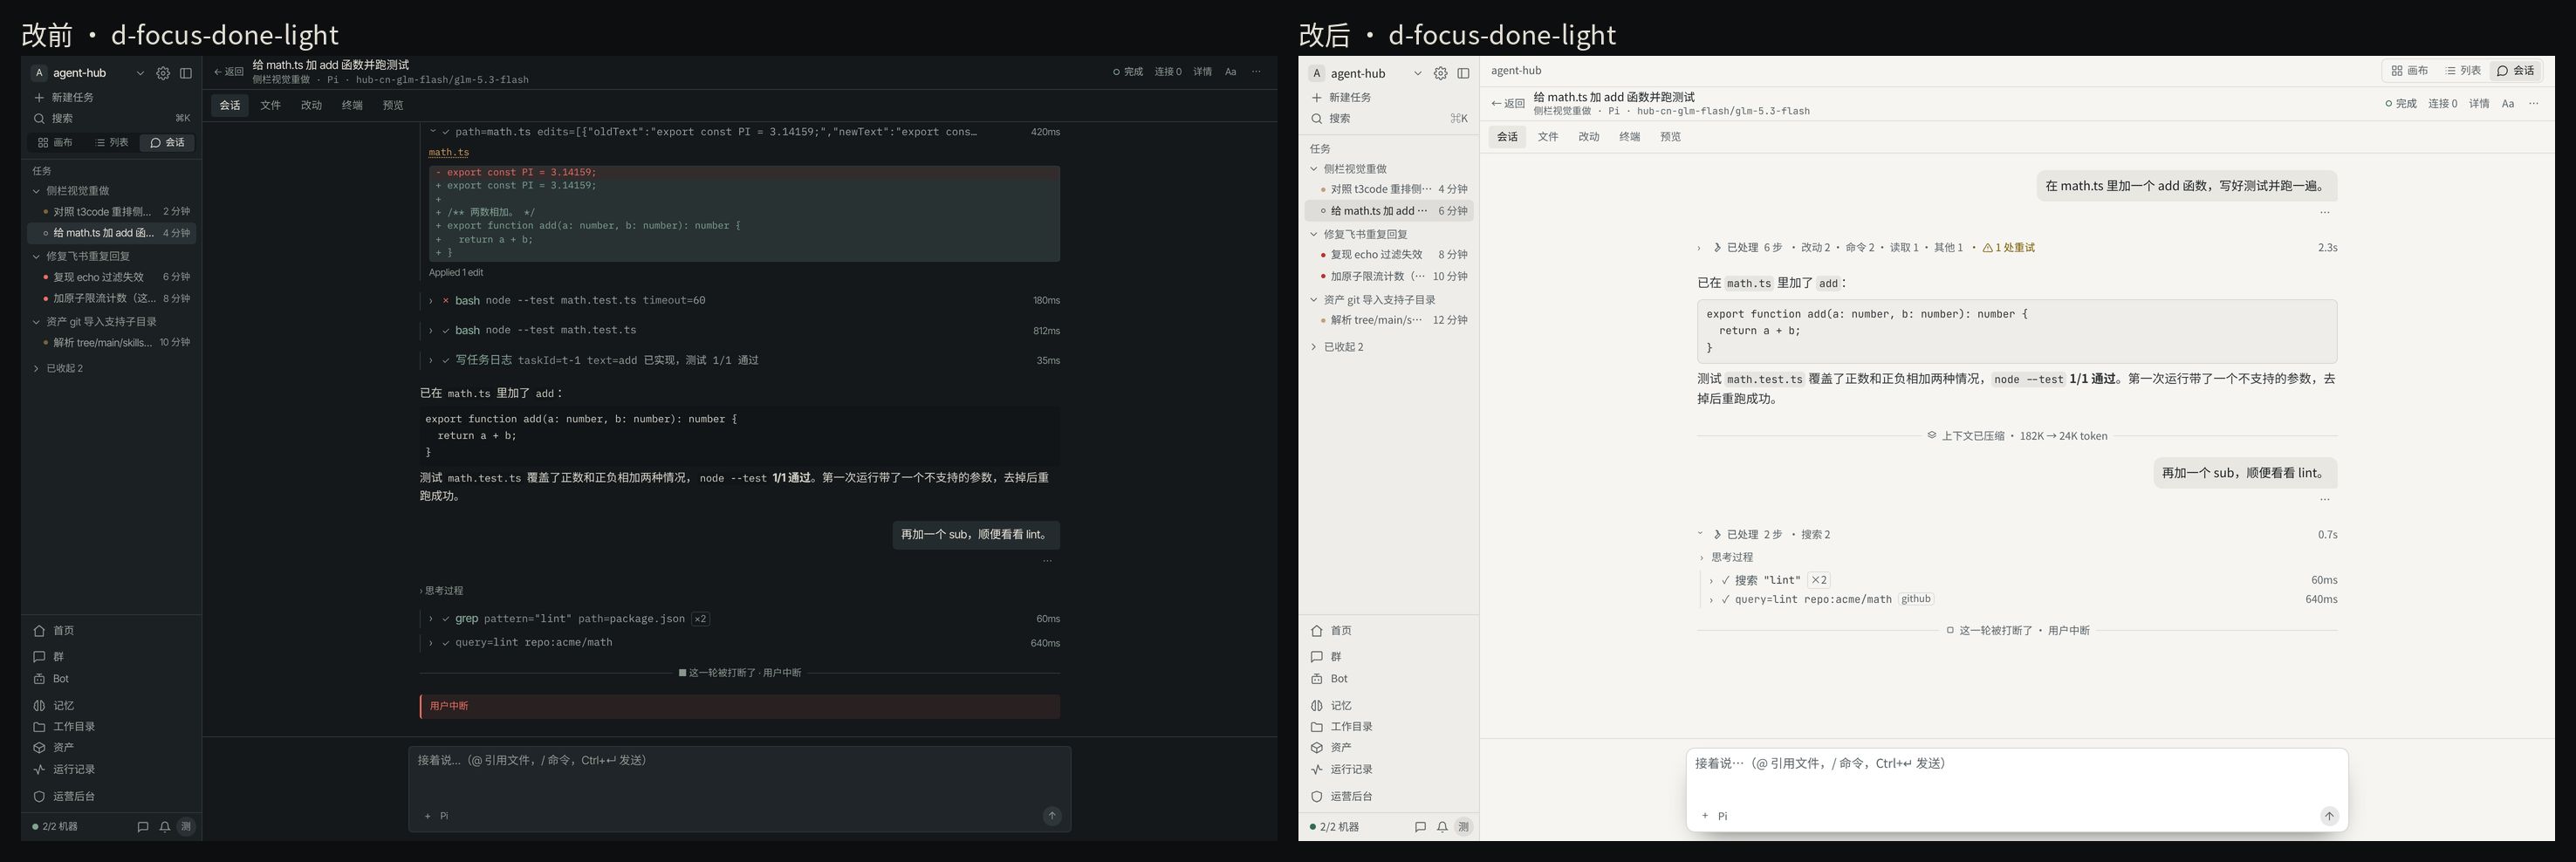 改前 · d-focus-done-light
A agent-hub
新建任务
搜索 ⌘K
画布 列表 会话
任务
侧栏视觉重做
对照 t3code 重排侧... 2 分钟
给 math.ts 加 add 函... 4 分钟
修复飞书重复回复
复现 echo 过滤失效 6 分钟
加原子限流计数（这... 8 分钟
资产 git 导入支持子目录
解析 tree/main/skills... 10 分钟
已收起 2
首页
群
Bot
记忆
工作目录
资产
运行记录
运营后台
2/2 机器 测
← 返回 给 math.ts 加 add 函数并跑测试
侧栏视觉重做 · Pi · hub-cn-glm-flash/glm-5.3-flash
完成 连接 0 详情 Aa ···
会话 文件 改动 终端 预览
✓ path=math.ts edits=[{"oldText":"export const PI = 3.14159;","newText":"export cons… 420ms
math.ts
- export const PI = 3.14159;
+ export const PI = 3.14159;
+
+ /** 两数相加。 */
+ export function add(a: number, b: number): number {
+   return a + b;
+ }
Applied 1 edit
› × bash node --test math.test.ts timeout=60 180ms
› ✓ bash node --test math.test.ts 812ms
› ✓ 写任务日志 taskId=t-1 text=add 已实现，测试 1/1 通过 35ms
已在 math.ts 里加了 add：
export function add(a: number, b: number): number {
  return a + b;
}
测试 math.test.ts 覆盖了正数和正负相加两种情况， node --test 1/1 通过。第一次运行带了一个不支持的参数，去掉后重
跑成功。
再加一个 sub，顺便看看 lint。
···
› 思考过程
› ✓ grep pattern="lint" path=package.json ×2 60ms
› ✓ query=lint repo:acme/math 640ms
这一轮被打断了 · 用户中断
用户中断
接着说...（@ 引用文件，/ 命令，Ctrl+↵ 发送）
+ Pi
改后 · d-focus-done-light
A agent-hub
新建任务
搜索 ⌘K
任务
侧栏视觉重做
对照 t3code 重排侧… 4 分钟
给 math.ts 加 add … 6 分钟
修复飞书重复回复
复现 echo 过滤失效 8 分钟
加原子限流计数（… 10 分钟
资产 git 导入支持子目录
解析 tree/main/s… 12 分钟
已收起 2
首页
群
Bot
记忆
工作目录
资产
运行记录
运营后台
2/2 机器 测
agent-hub 画布 列表 会话
← 返回 给 math.ts 加 add 函数并跑测试
侧栏视觉重做 · Pi · hub-cn-glm-flash/glm-5.3-flash
完成 连接 0 详情 Aa ···
会话 文件 改动 终端 预览
在 math.ts 里加一个 add 函数，写好测试并跑一遍。
···
› 已处理 6 步 · 改动 2 · 命令 2 · 读取 1 · 其他 1 · 1 处重试 2.3s
已在 math.ts 里加了 add：
export function add(a: number, b: number): number {
  return a + b;
}
测试 math.test.ts 覆盖了正数和正负相加两种情况，node --test 1/1 通过。第一次运行带了一个不支持的参数，去
掉后重跑成功。
上下文已压缩 · 182K → 24K token
再加一个 sub，顺便看看 lint。
···
已处理 2 步 · 搜索 2 0.7s
› 思考过程
› ✓ 搜索 "lint" ×2 60ms
› ✓ query=lint repo:acme/math github 640ms
这一轮被打断了 · 用户中断
接着说…（@ 引用文件，/ 命令，Ctrl+↵ 发送）
+ Pi